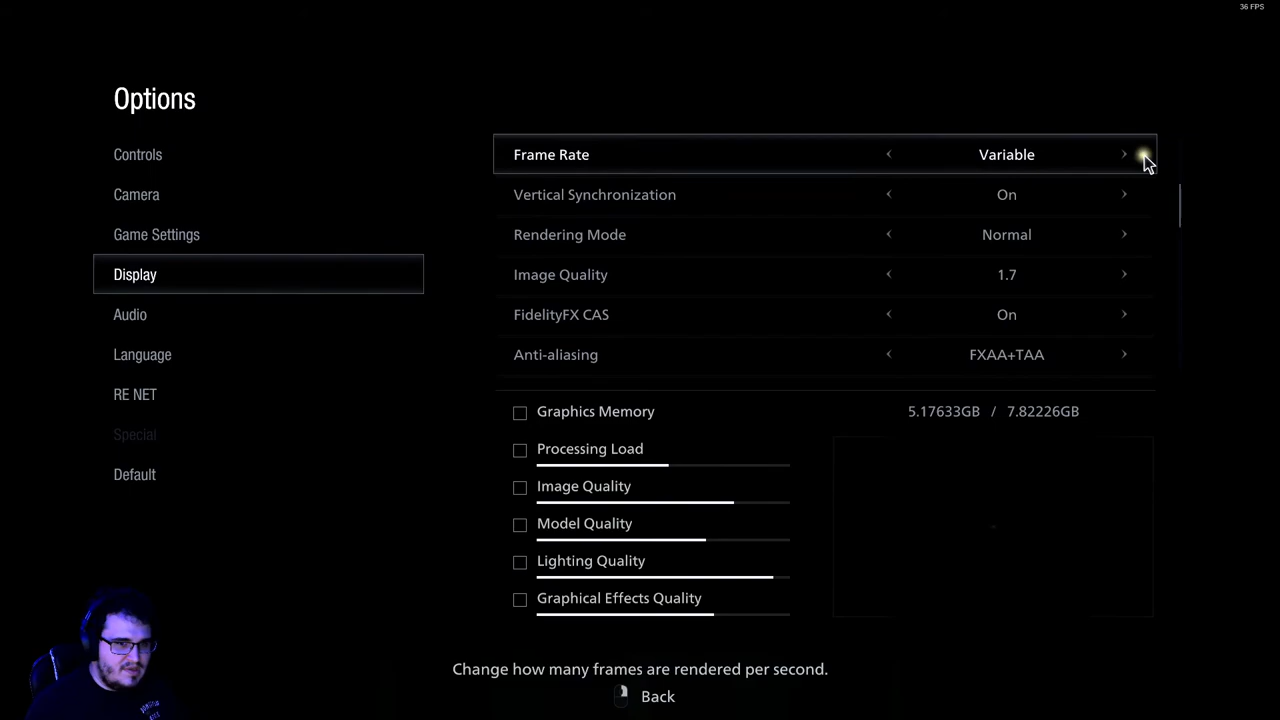 36 FPS
Options
Controls
Camera
Game Settings
Display
Audio
Language
RE NET
Special
Default
Frame Rate Variable
Vertical Synchronization On
Rendering Mode Normal
Image Quality 1.7
FidelityFX CAS On
Anti-aliasing FXAA+TAA
Graphics Memory 5.17633GB / 7.82226GB
Processing Load
Image Quality
Model Quality
Lighting Quality
Graphical Effects Quality
Change how many frames are rendered per second.
Back